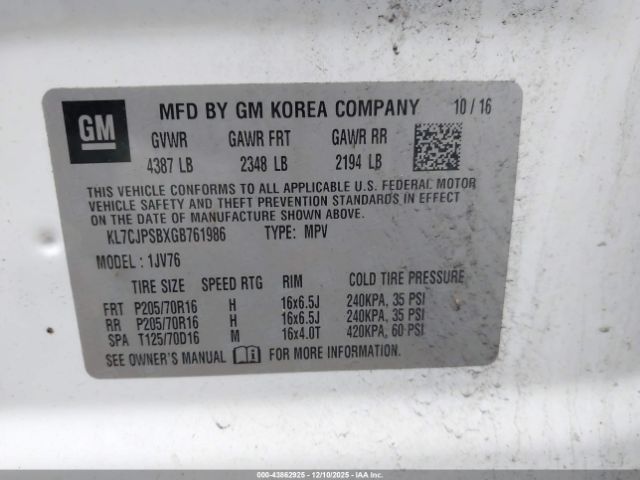 GM
MFD BY GM KOREA COMPANY 10 / 16
GVWR GAWR FRT GAWR RR
4387 LB 2348 LB 2194 LB
THIS VEHICLE CONFORMS TO ALL APPLICABLE U.S. FEDERAL MOTOR
VEHICLE SAFETY AND THEFT PREVENTION STANDARDS IN EFFECT
ON THE DATE OF MANUFACTURE SHOWN ABOVE.
KL7CJPSBXGB761986 TYPE: MPV
MODEL : 1JV76
TIRE SIZE SPEED RTG RIM COLD TIRE PRESSURE
FRT P205/70R16 H 16x6.5J 240KPA, 35 PSI
RR P205/70R16 H 16x6.5J 240KPA, 35 PSI
SPA T125/70D16 M 16x4.0T 420KPA, 60 PSI
SEE OWNER'S MANUAL FOR MORE INFORMATION.
000-43862925 - 12/10/2025 - IAAI.CA